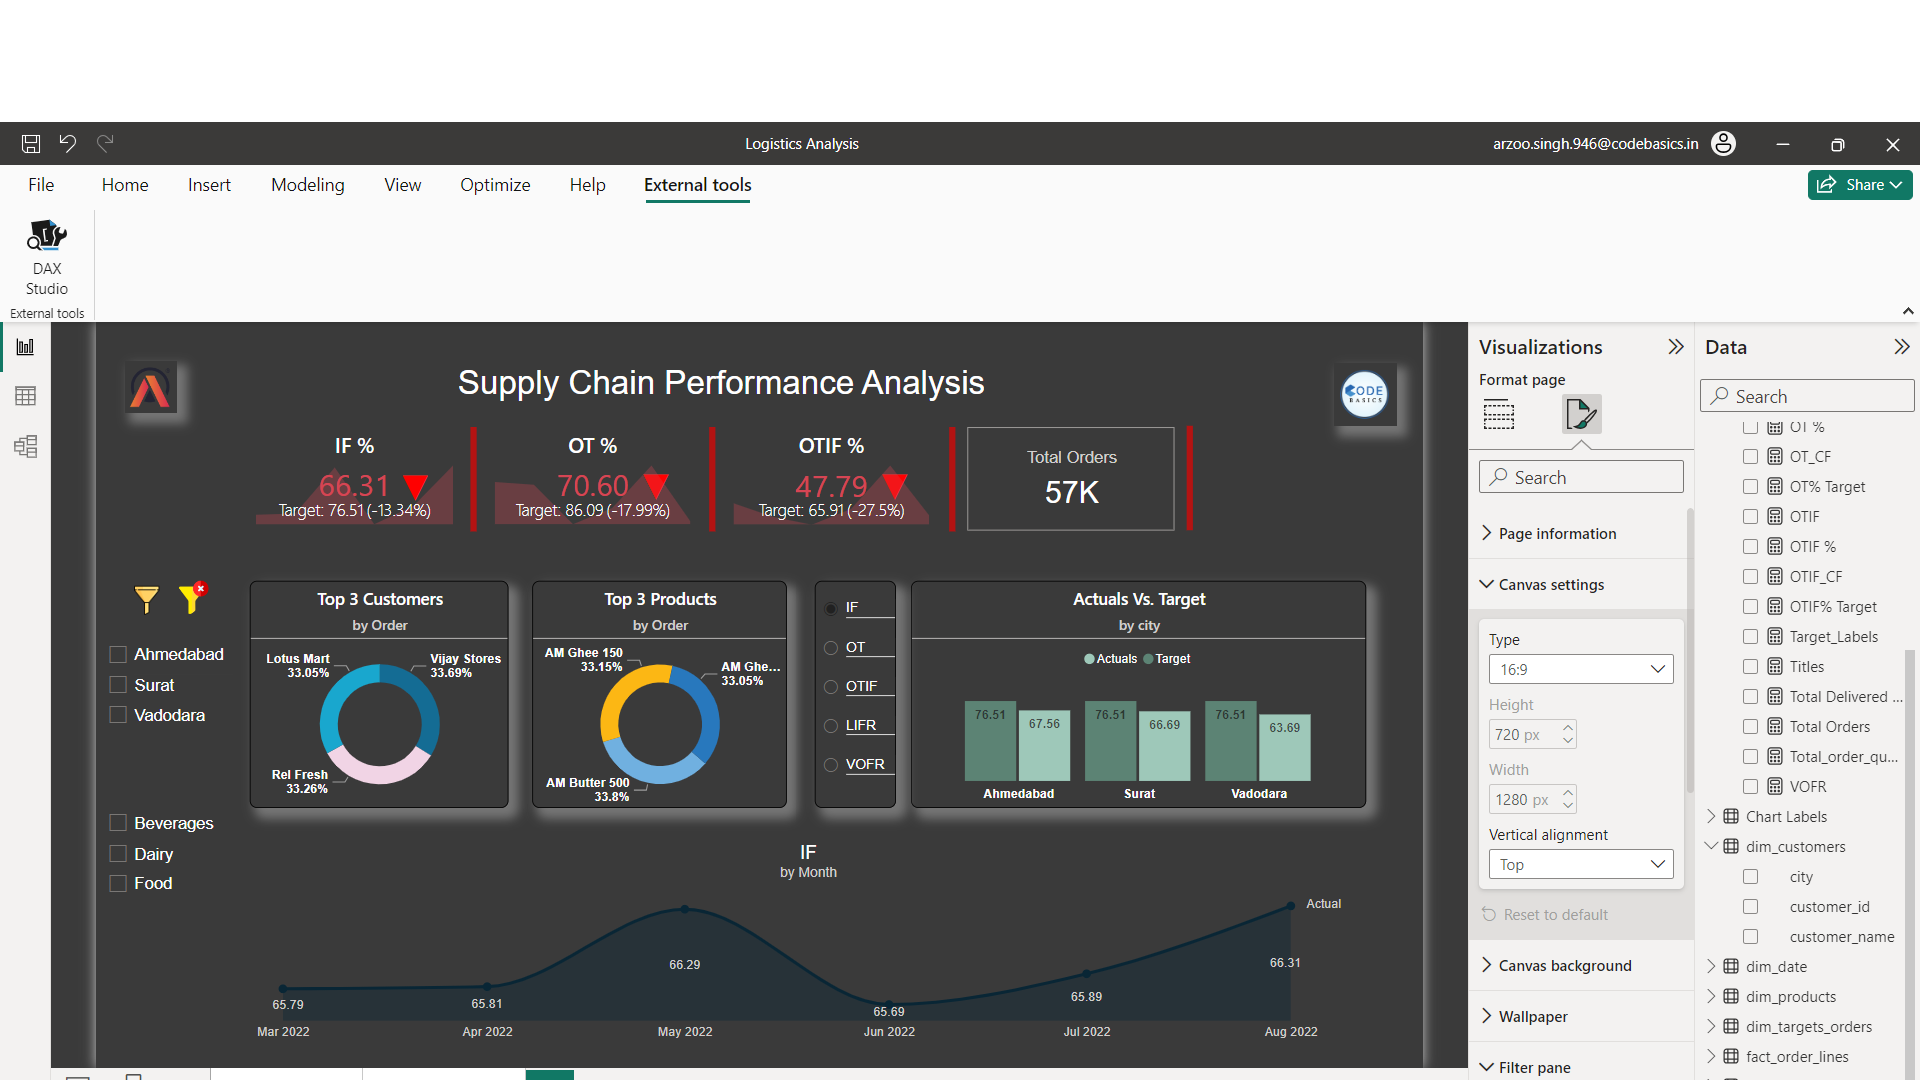 Logistics Analysis
arzoo.singh.946@codebasics.in
File Home Insert Modeling View Optimize Help External tools
Share
DAX
Studio
External tools
Supply Chain Performance Analysis
CODE
BASICS
IF %
66.31
Target: 76.51 (-13.34%)
OT %
70.60
Target: 86.09 (-17.99%)
OTIF %
47.79
Target: 65.91 (-27.5%)
Total Orders
57K
Ahmedabad
Surat
Vadodara
Beverages
Dairy
Food
Top 3 Customers
by Order
Lotus Mart
33.05%
Vijay Stores
33.69%
Rel Fresh
33.26%
Top 3 Products
by Order
AM Ghee 150
33.15%
AM Ghe...
33.05%
AM Butter 500
33.8%
IF
OT
OTIF
LIFR
VOFR
Actuals Vs. Target
by city
Actuals Target
76.51 67.56 76.51 66.69 76.51 63.69
Ahmedabad Surat Vadodara
IF
by Month
Actual
65.79 65.81 66.29 65.69 65.89 66.31
Mar 2022 Apr 2022 May 2022 Jun 2022 Jul 2022 Aug 2022
Visualizations
Format page
Search
Page information
Canvas settings
Type
16:9
Height
720 px
Width
1280 px
Vertical alignment
Top
Reset to default
Canvas background
Wallpaper
Filter pane
Data
Search
OT %
OT_CF
OT% Target
OTIF
OTIF %
OTIF_CF
OTIF% Target
Target_Labels
Titles
Total Delivered ...
Total Orders
Total_order_qu...
VOFR
Chart Labels
dim_customers
city
customer_id
customer_name
dim_date
dim_products
dim_targets_orders
fact_order_lines